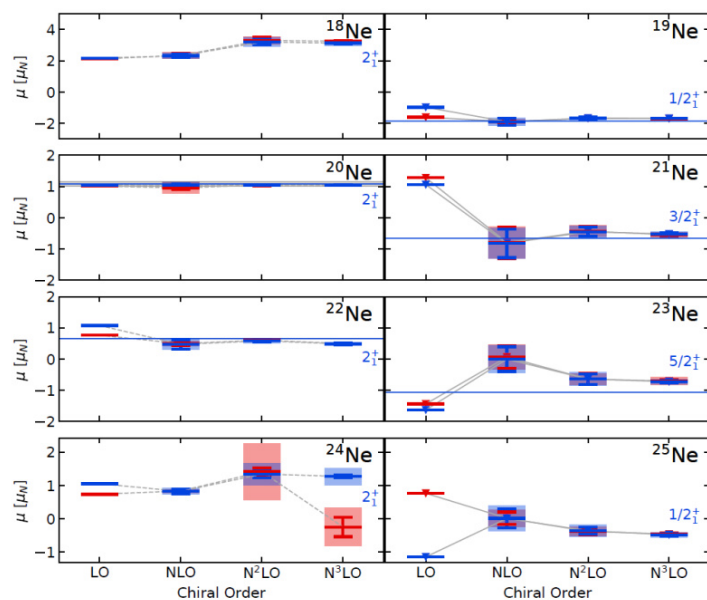 4
2
0
−2
μ [μN]
18Ne
2₁⁺
19Ne
1/2₁⁺
2
1
0
−1
2
μ [μN]
20Ne
2₁⁺
21Ne
3/2₁⁺
2
1
0
−1
−2
μ [μN]
22Ne
2₁⁺
23Ne
5/2₁⁺
2
1
0
−1
μ [μN]
24Ne
2₁⁺
25Ne
1/2₁⁺
LO NLO N²LO N³LO LO NLO N²LO N³LO
Chiral Order Chiral Order